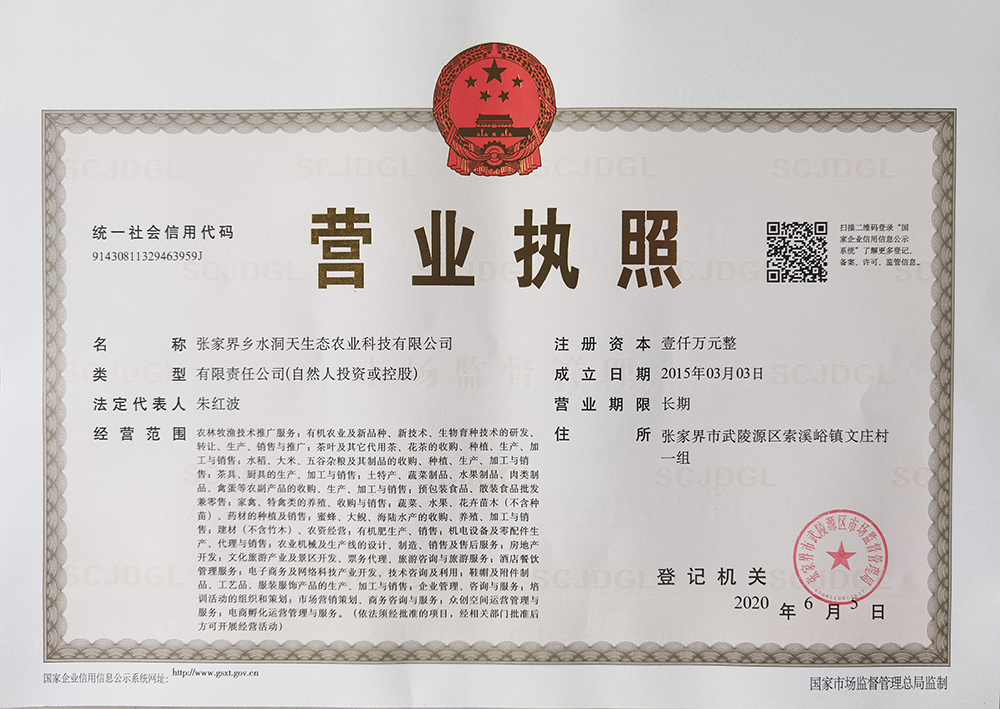 营业执照
统一社会信用代码
91430811329463959J
扫描二维码登录“国
家企业信用信息公示
系统”了解更多登记、
备案、许可、监管信息。
名称 张家界乡水洞天生态农业科技有限公司
类型 有限责任公司(自然人投资或控股)
法定代表人 朱红波
经营范围 农林牧渔技术推广服务；有机农业及新品种、新技术、生物育种技术的研发、
转让、生产、销售与推广；茶叶及其它代用茶、花茶的收购、种植、生产、加
工与销售；水稻、大米、五谷杂粮及其制品的收购、种植、生产、加工与销
售；茶具、厨具的生产、加工与销售；土特产、蔬菜制品、水果制品、肉类制
品、禽蛋等农副产品的收购、生产、加工与销售；预包装食品、散装食品批发
兼零售；家禽、特禽类的养殖、收购与销售；蔬菜、水果、花卉苗木（不含种
苗）、药材的种植及销售；蜜蜂、大鲵、海陆水产的收购、养殖、加工与销
售；建材（不含竹木）、农资经营；有机肥生产、销售；机电设备及零配件生
产、代理与销售；农业机械及生产线的设计、制造、销售及售后服务；房地产
开发；文化旅游产业及景区开发、票务代理、旅游咨询与旅游服务；酒店餐饮
管理服务；电子商务及网络科技产业开发、技术咨询及利用；鞋帽及附件制
品、工艺品、服装服饰产品的生产、加工与销售；企业管理、咨询与服务；培
训活动的组织和策划；市场营销策划、商务咨询与服务；众创空间运营管理与
服务；电商孵化运营管理与服务。（依法须经批准的项目，经相关部门批准后
方可开展经营活动）
注册资本 壹仟万元整
成立日期 2015年03月03日
营业期限 长期
住所 张家界市武陵源区索溪峪镇文庄村
一组
登记机关
张家界市武陵源区市场监督管理局
2020 年 6 月 5 日
国家企业信用信息公示系统网址：http://www.gsxt.gov.cn
国家市场监督管理总局监制